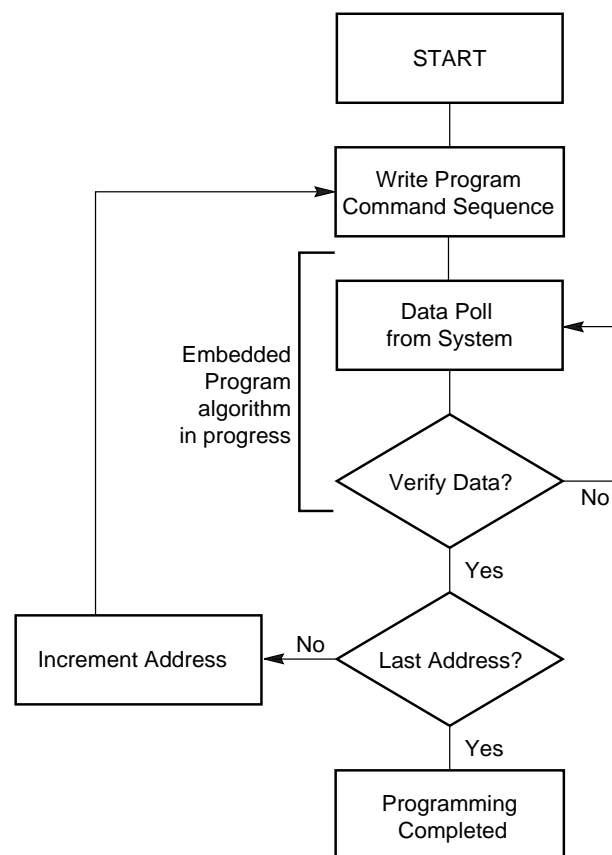 START
Write Program
Command Sequence
Data Poll
from System
Embedded
Program
algorithm
in progress
Verify Data?
No
Yes
No
Increment Address
Last Address?
Yes
Programming
Completed